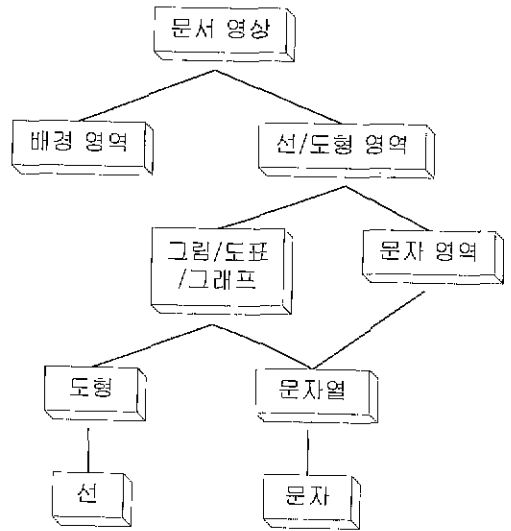 문서 영상
배경 영역
선/도형 영역
그림/도표
/그래프
문자 영역
도형
문자열
선
문자